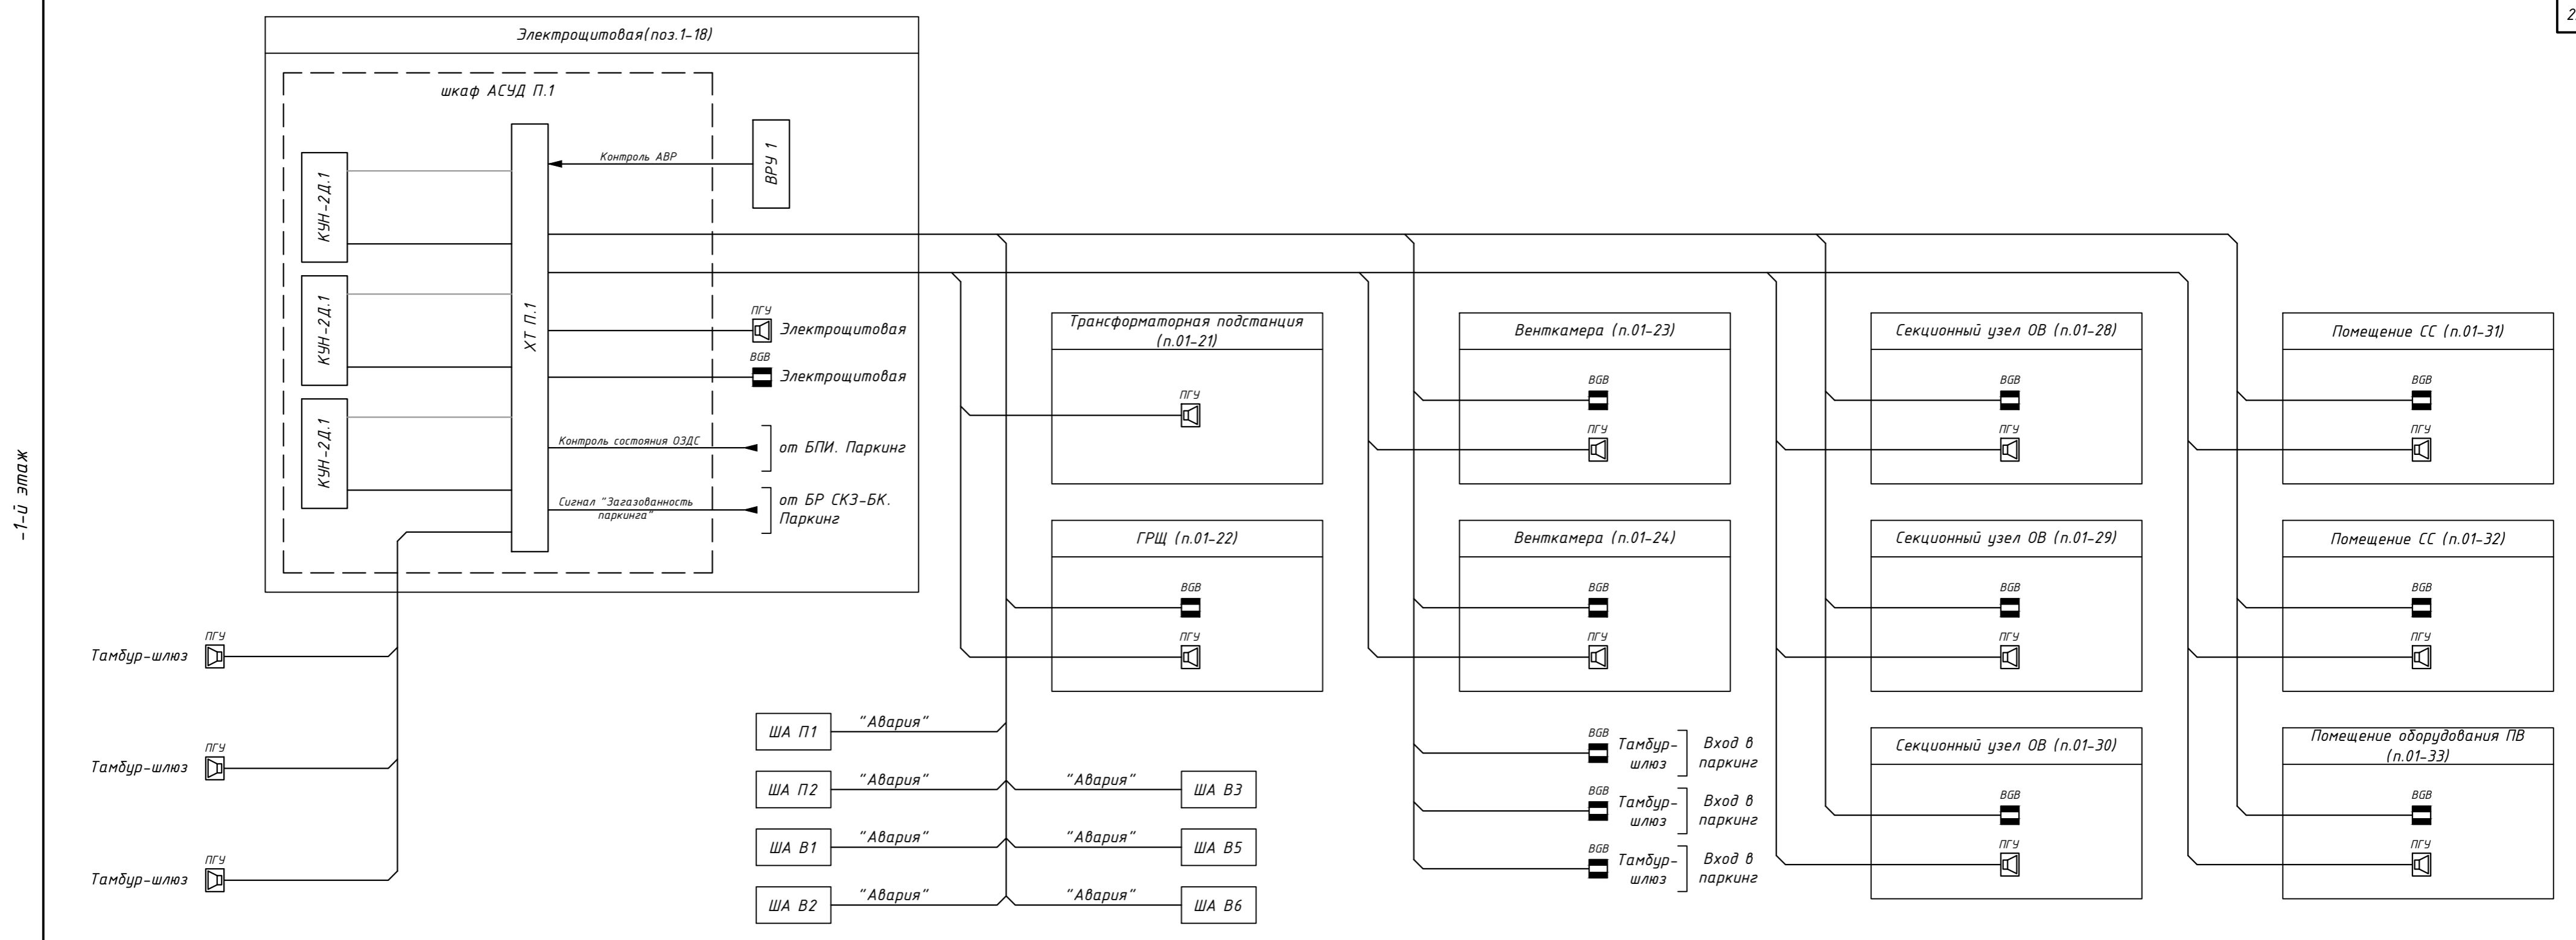 2
Электрощитовая(поз.1-18)
шкаф АСУД П.1
КУН-2Д.1
КУН-2Д.1
КУН-2Д.1
ХТ П.1
Контроль АВР
ВРУ 1
ПГУ
Электрощитовая
BGB
Электрощитовая
Контроль состояния ОЗДС
от БПИ. Паркинг
Сигнал "Загазованность
паркинга"
от БР СКЗ-БК.
Паркинг
-1-й этаж
ПГУ
Тамбур-шлюз
ПГУ
Тамбур-шлюз
ПГУ
Тамбур-шлюз
Трансформаторная подстанция
(п.01-21)
ПГУ
ГРЩ (п.01-22)
BGB
ПГУ
ША П1
"Авария"
ША П2
"Авария"
"Авария"
ША В3
ША В1
"Авария"
"Авария"
ША В5
ША В2
"Авария"
"Авария"
ША В6
Венткамера (п.01-23)
BGB
ПГУ
Венткамера (п.01-24)
BGB
ПГУ
BGB
Тамбур-
шлюз
Вход в
паркинг
BGB
Тамбур-
шлюз
Вход в
паркинг
BGB
Тамбур-
шлюз
Вход в
паркинг
Секционный узел ОВ (п.01-28)
BGB
ПГУ
Секционный узел ОВ (п.01-29)
BGB
ПГУ
Секционный узел ОВ (п.01-30)
BGB
ПГУ
Помещение СС (п.01-31)
BGB
ПГУ
Помещение СС (п.01-32)
BGB
ПГУ
Помещение оборудования ПВ
(п.01-33)
BGB
ПГУ